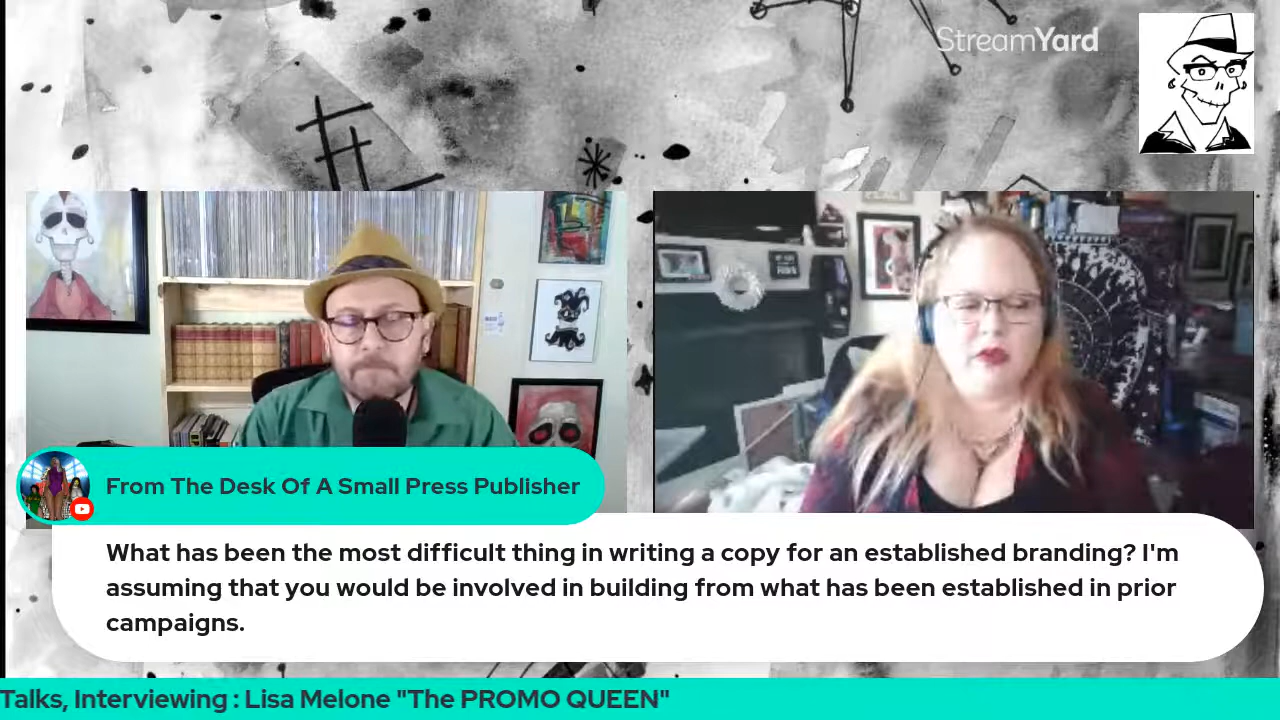 StreamYard
From The Desk Of A Small Press Publisher
What has been the most difficult thing in writing a copy for an established branding? I'm
assuming that you would be involved in building from what has been established in prior
campaigns.
Talks, Interviewing : Lisa Melone "The PROMO QUEEN"